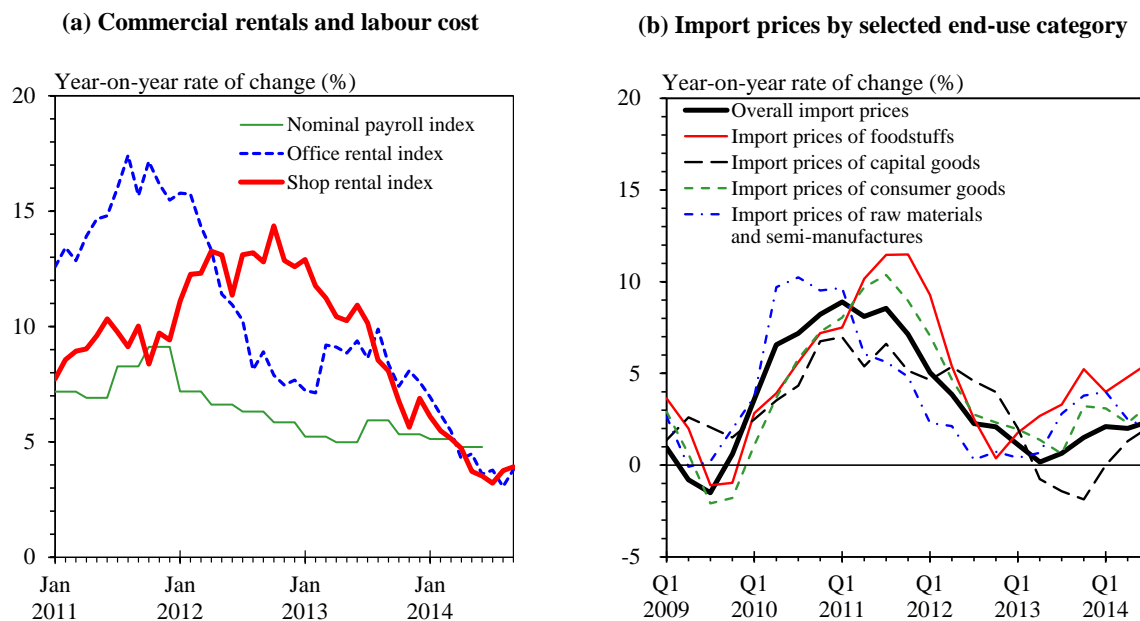 (a) Commercial rentals and labour cost
Year-on-year rate of change (%)
20
15
10
5
0
Nominal payroll index
Office rental index
Shop rental index
Jan 2011
Jan 2012
Jan 2013
Jan 2014
(b) Import prices by selected end-use category
Year-on-year rate of change (%)
20
15
10
5
0
-5
Overall import prices
Import prices of foodstuffs
Import prices of capital goods
Import prices of consumer goods
Import prices of raw materials
and semi-manufactures
Q1 2009
Q1 2010
Q1 2011
Q1 2012
Q1 2013
Q1 2014